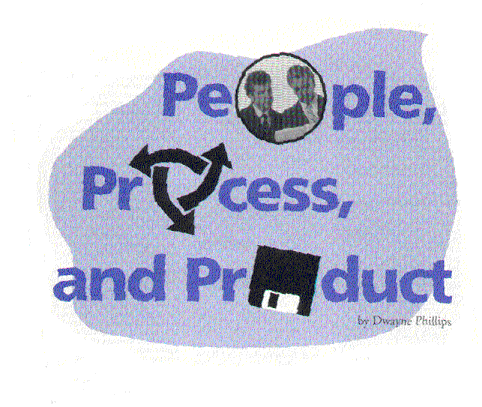 People,
Process,
and Product
by Dwayne Phillips